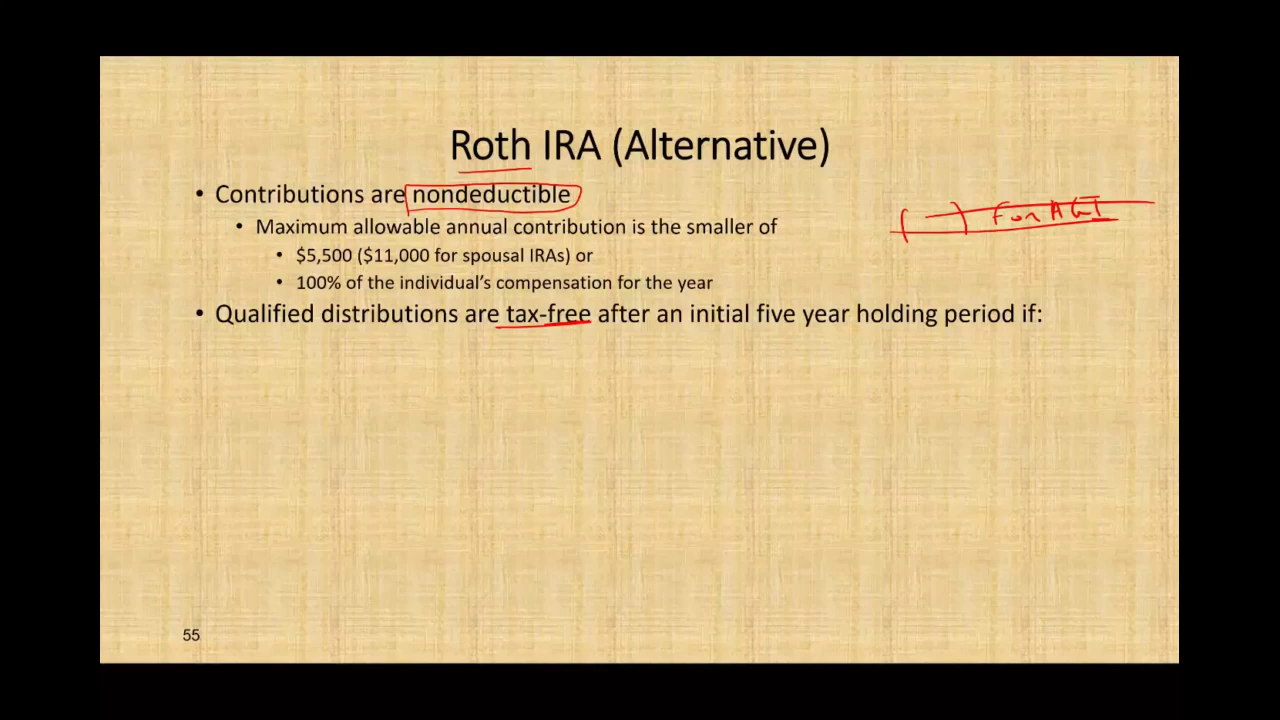 Roth IRA (Alternative)
• Contributions are nondeductible
• Maximum allowable annual contribution is the smaller of
( ) For AGI
• $5,500 ($11,000 for spousal IRAs) or
• 100% of the individual's compensation for the year
• Qualified distributions are tax-free after an initial five year holding period if:
55